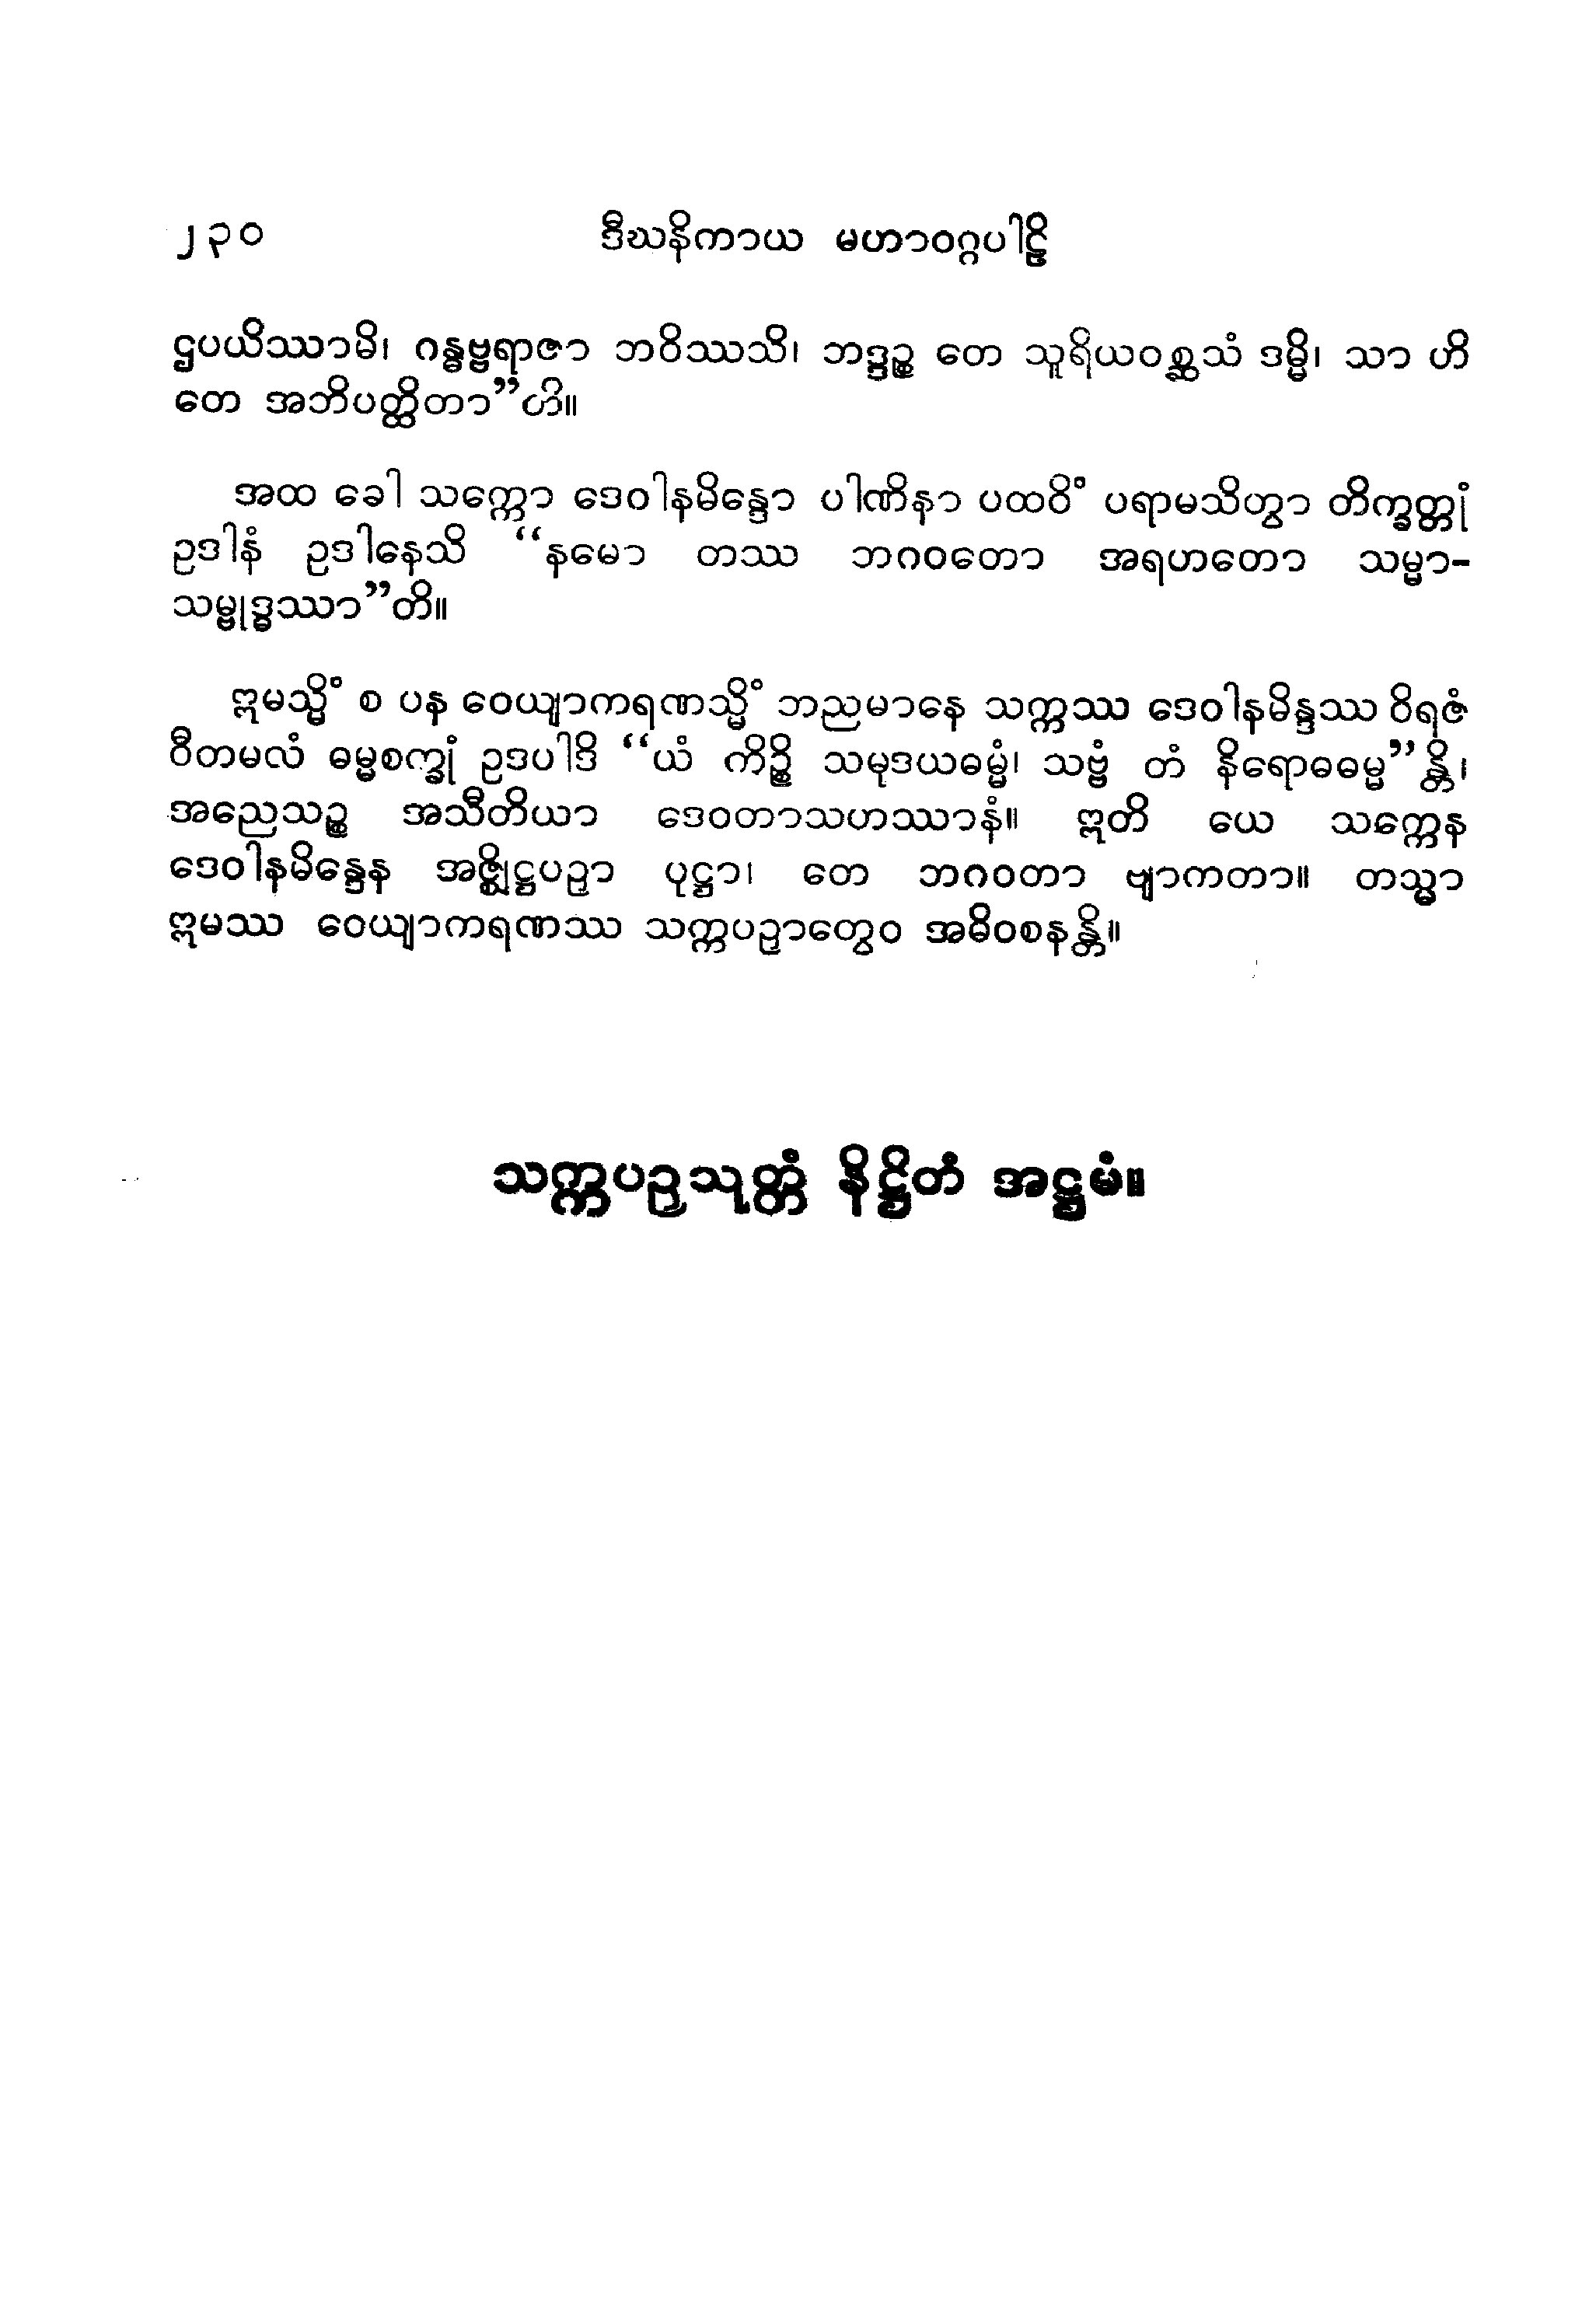 ၂၃၀ ဒီဃနိကာယ မဟာဝဂ္ဂပါဠိ
ဌပယိဿာမိ၊ ဂန္ဓဗ္ဗရာဇာ ဘဝိဿသိ၊ ဘဒ္ဒဉ္စ တေ သူရိယဝစ္ဆသံ ဒမ္မိ၊ သာ ဟိ
တေ အဘိပတ္ထိတာ”တိ။
အထ ခေါ သက္ကော ဒေဝါနမိန္ဒော ပါဏိနာ ပထဝိံ ပရာမသိတွာ တိက္ခတ္တုံ
ဥဒါနံ ဥဒါနေသိ “နမော တဿ ဘဂဝတော အရဟတော သမ္မာ-
သမ္ဗုဒ္ဓဿာ”တိ။
ဣမသ္မိံ စ ပန ဝေယျာကရဏသ္မိံ ဘညမာနေ သက္ကဿ ဒေဝါနမိန္ဒဿ ဝိရဇံ
ဝီတမလံ ဓမ္မစက္ခုံ ဥဒပါဒိ “ယံ ကိဉ္စိ သမုဒယဓမ္မံ၊ သဗ္ဗံ တံ နိရောဓဓမ္မ”န္တိ၊
အညေသဉ္စ အသီတိယာ ဒေဝတာသဟဿာနံ။ ဣတိ ယေ သက္ကေန
ဒေဝါနမိန္ဒေန အဇ္ဈိဋ္ဌပဉှာ ပုဋ္ဌာ၊ တေ ဘဂဝတာ ဗျာကတာ။ တသ္မာ
ဣမဿ ဝေယျာကရဏဿ သက္ကပဉှာတွေဝ အဓိဝစနန္တိ။
သက္ကပဉှသုတ္တံ နိဋ္ဌိတံ အဋ္ဌမံ။